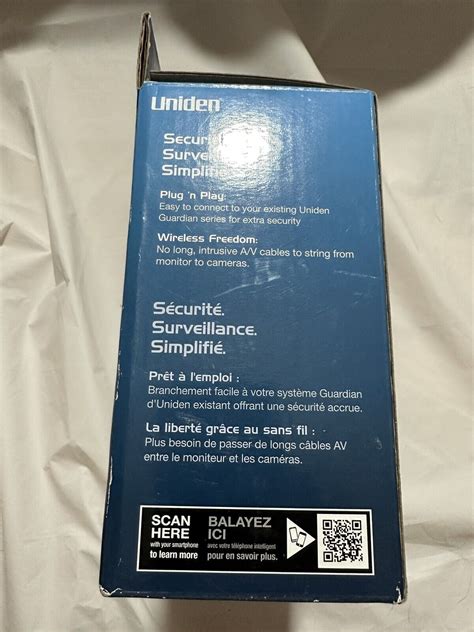 Uniden
Plug 'n Play:
Easy to connect to your existing Uniden
Guardian series for extra security
Wireless Freedom:
No long, intrusive A/V cables to string from
monitor to cameras.
Sécurité.
Surveillance.
Simplifié.
Prêt à l'emploi :
Branchement facile à votre système Guardian
d'Uniden existant offrant une sécurité accrue.
La liberté grâce au sans fil :
Plus besoin de passer de longs câbles AV
entre le moniteur et les caméras.
SCAN
HERE
with your smartphone
to learn more
BALAYEZ
ICI
avec votre téléphone intelligent
pour en savoir plus.